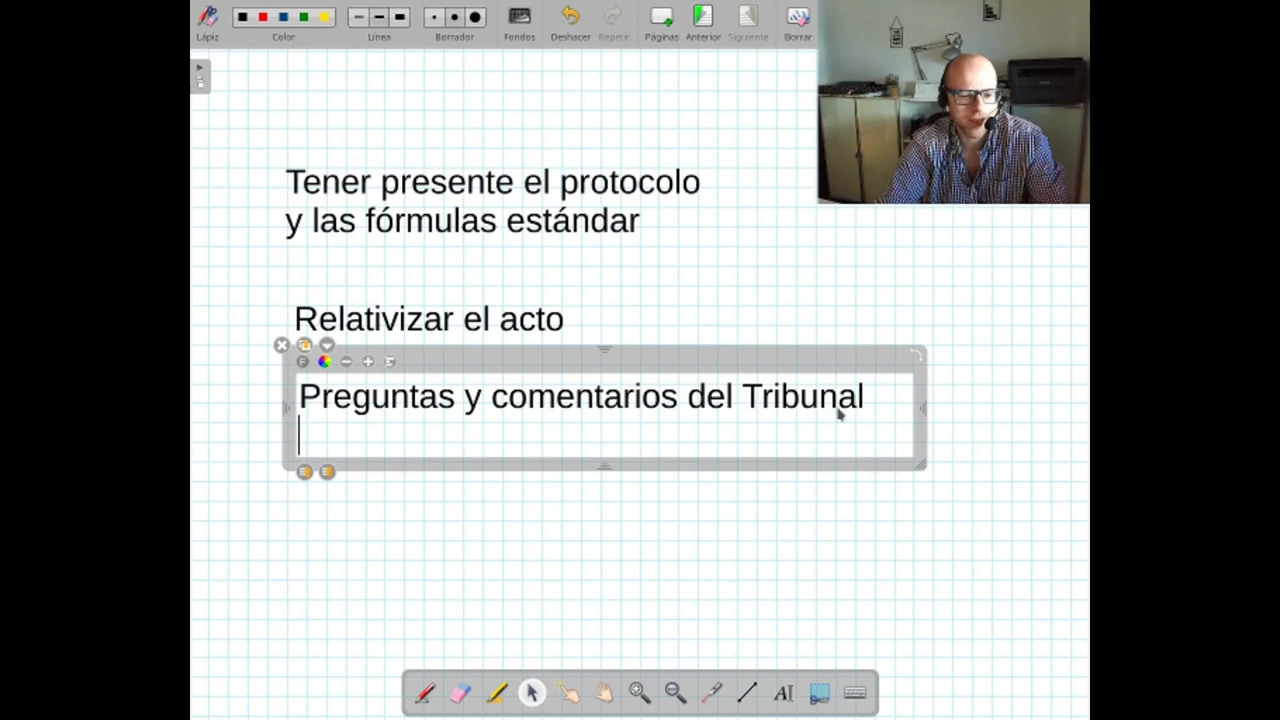 Lápiz
Color
Línea
Borrador
Fondos
Deshacer
Repetir
Páginas
Anterior
Siguiente
Borrar
Tener presente el protocolo
y las fórmulas estándar
Relativizar el acto
Preguntas y comentarios del Tribunal